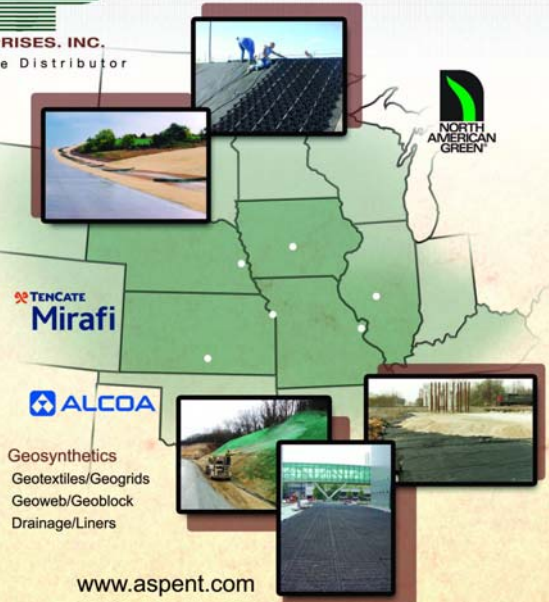 RISES. INC.
e Distributor
NORTH
AMERICAN
GREEN®
TENCATE
Mirafi
ALCOA
Geosynthetics
Geotextiles/Geogrids
Geoweb/Geoblock
Drainage/Liners
www.aspent.com